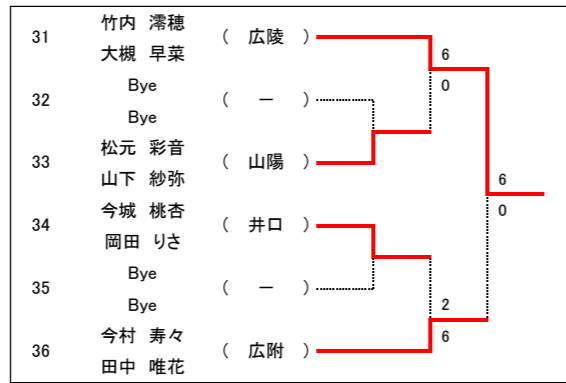 竹内 澪穂
31 ( 広陵 )
大槻 早菜
6
0
Bye
32 ( ー )
Bye
松元 彩音
33 ( 山陽 )
山下 紗弥
6
0
今城 桃杏
34 ( 井口 )
岡田 りさ
Bye
35 ( ー )
Bye
2
6
今村 寿々
36 ( 広附 )
田中 唯花